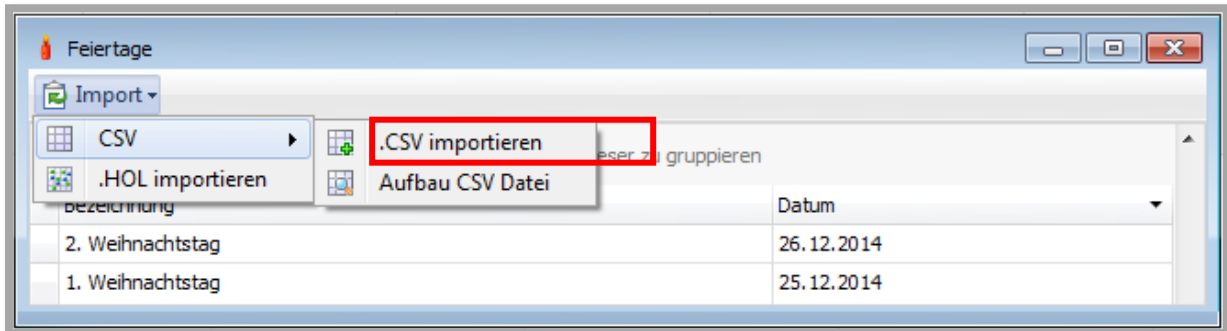 Feiertage
Import
CSV
.CSV importieren
eser zu gruppieren
.HOL importieren
Aufbau CSV Datei
Bezeichnung
Datum
2. Weihnachtstag
26.12.2014
1. Weihnachtstag
25.12.2014